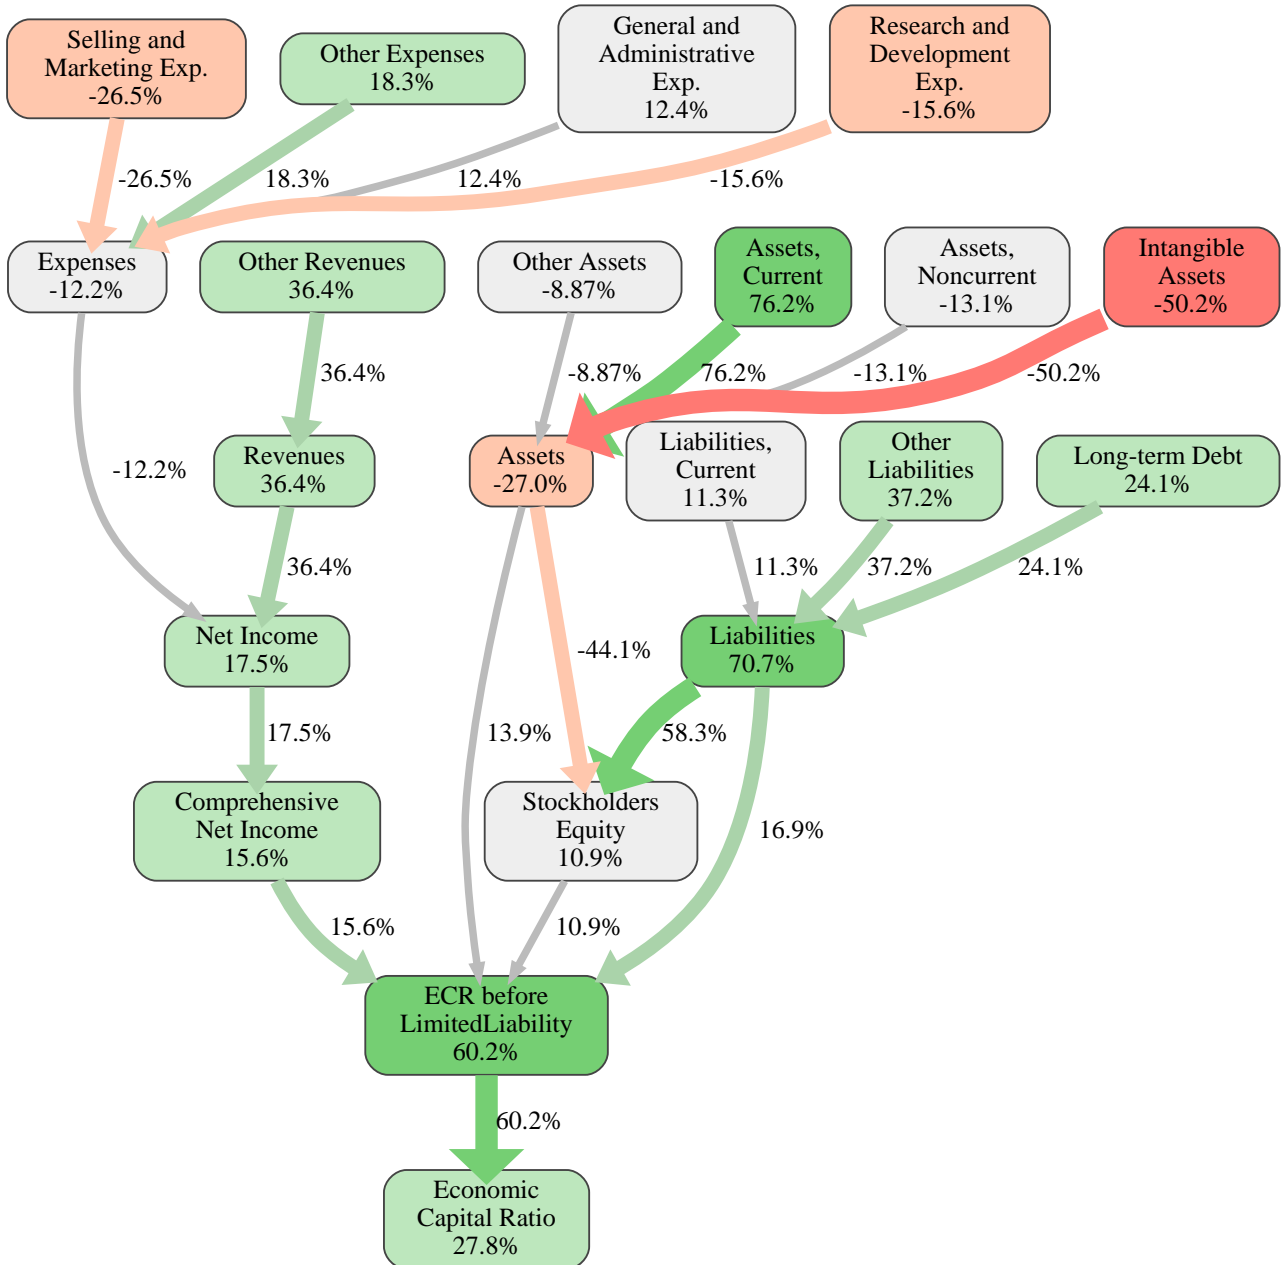 Selling and
Marketing Exp.
-26.5%
Other Expenses
18.3%
General and
Administrative
Exp.
12.4%
Research and
Development
Exp.
-15.6%
-26.5%
18.3%
12.4%
-15.6%
Expenses
-12.2%
Other Revenues
36.4%
Other Assets
-8.87%
Assets,
Current
76.2%
Assets,
Noncurrent
-13.1%
Intangible
Assets
-50.2%
36.4%
-8.87%
76.2%
-13.1%
-50.2%
-12.2%
Revenues
36.4%
Assets
-27.0%
Liabilities,
Current
11.3%
Other
Liabilities
37.2%
Long-term Debt
24.1%
36.4%
11.3%
37.2%
24.1%
Net Income
17.5%
-44.1%
Liabilities
70.7%
17.5%
13.9%
58.3%
Comprehensive
Net Income
15.6%
Stockholders
Equity
10.9%
16.9%
15.6%
10.9%
ECR before
LimitedLiability
60.2%
60.2%
Economic
Capital Ratio
27.8%